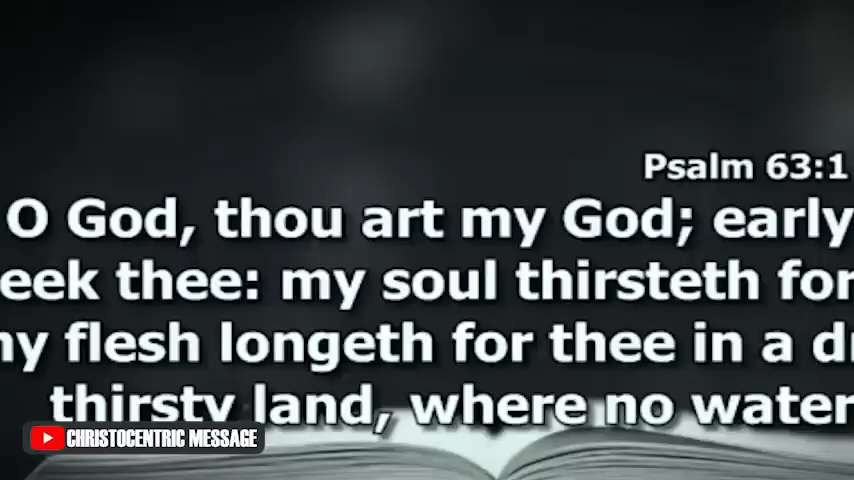 Psalm 63:1
O God, thou art my God; early
eek thee: my soul thirsteth for
y flesh longeth for thee in a d
thirsty land, where no water
CHRISTOCENTRIC MESSAGE